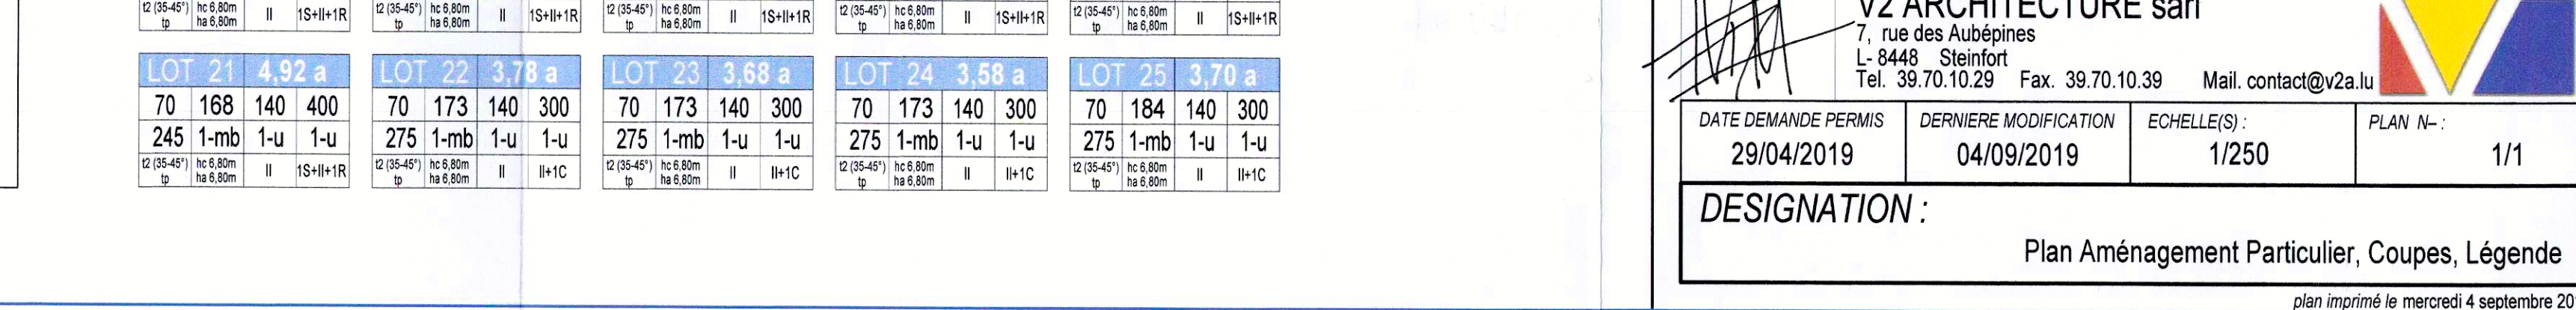 t2 (35-45°) tp hc 6,80m ha 6,80m II 1S+II+1R
t2 (35-45°) tp hc 6,80m ha 6,80m II 1S+II+1R
t2 (35-45°) tp hc 6,80m ha 6,80m II 1S+II+1R
t2 (35-45°) tp hc 6,80m ha 6,80m II 1S+II+1R
t2 (35-45°) tp hc 6,80m ha 6,80m II 1S+II+1R
LOT 21 4,92 a
70 168 140 400
245 1-mb 1-u 1-u
t2 (35-45°) hc 6,80m II 1S+II+1R
tp ha 6,80m
LOT 22 3,78 a
70 173 140 300
275 1-mb 1-u 1-u
t2 (35-45°) hc 6,80m II II+1C
tp ha 6,80m
LOT 23 3,68 a
70 173 140 300
275 1-mb 1-u 1-u
t2 (35-45°) hc 6,80m II II+1C
tp ha 6,80m
LOT 24 3,58 a
70 173 140 300
275 1-mb 1-u 1-u
t2 (35-45°) hc 6,80m II II+1C
tp ha 6,80m
LOT 25 3,70 a
70 184 140 300
275 1-mb 1-u 1-u
t2 (35-45°) hc 6,80m II II+1C
tp ha 6,80m
V2 ARCHITECTURE sarl
7, rue des Aubépines
L- 8448 Steinfort
Tel. 39.70.10.29 Fax. 39.70.10.39 Mail. contact@v2a.lu
DATE DEMANDE PERMIS DERNIERE MODIFICATION ECHELLE(S) : PLAN N– :
29/04/2019 04/09/2019 1/250 1/1
DESIGNATION :
Plan Aménagement Particulier, Coupes, Légende
plan imprimé le mercredi 4 septembre 20